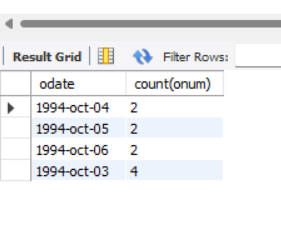 Result Grid Filter Rows:
odate count(onum)
1994-oct-04 2
1994-oct-05 2
1994-oct-06 2
1994-oct-03 4